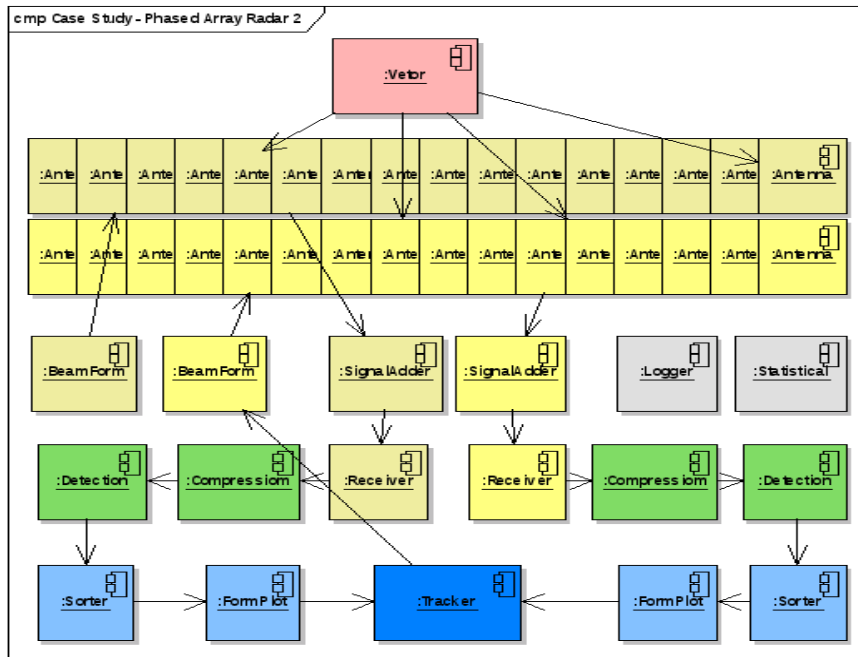 cmp Case Study - Phased Array Radar 2
:Vetor
:Ante :Ante :Ante :Ante :Ante :Ante :Anter :Ante :Ante :Ante :Ante :Ante :Ante :Ante :Ante :Antenna
:Ante :Ante :Ante :Ante :Ante :Ante :Anter :Ante :Ante :Ante :Ante :Ante :Ante :Ante :Ante :Antenna
:BeamForm :BeamForm :SignalAdder :SignalAdder :Logger :Statistical
:Detection :Compressiom :Receiver :Receiver :Compressiom :Detection
:Sorter :FormPlot :Tracker :FormPlot :Sorter